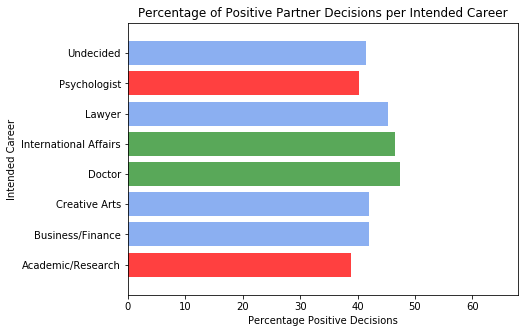 Percentage of Positive Partner Decisions per Intended Career
Intended Career
Undecided
Psychologist
Lawyer
International Affairs
Doctor
Creative Arts
Business/Finance
Academic/Research
0 10 20 30 40 50 60
Percentage Positive Decisions